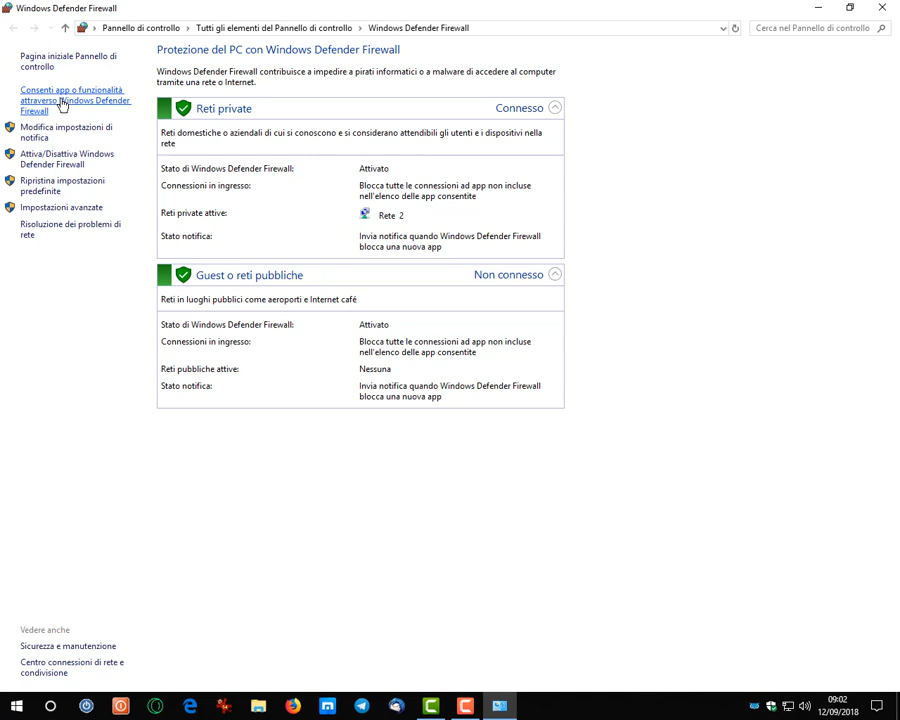 Windows Defender Firewall
Pannello di controllo
Tutti gli elementi del Pannello di controllo
Windows Defender Firewall
Cerca nel Pannello di controllo
Pagina iniziale Pannello di
controllo
Consenti app o funzionalità
attraverso Windows Defender
Firewall
Modifica impostazioni di
notifica
Attiva/Disattiva Windows
Defender Firewall
Ripristina impostazioni
predefinite
Impostazioni avanzate
Risoluzione dei problemi di
rete
Protezione del PC con Windows Defender Firewall
Windows Defender Firewall contribuisce a impedire a pirati informatici o a malware di accedere al computer
tramite una rete o Internet.
Reti private
Connesso
Reti domestiche o aziendali di cui si conoscono e si considerano attendibili gli utenti e i dispositivi nella
rete
Stato di Windows Defender Firewall:
Attivato
Connessioni in ingresso:
Blocca tutte le connessioni ad app non incluse
nell'elenco delle app consentite
Reti private attive:
Rete 2
Stato notifica:
Invia notifica quando Windows Defender Firewall
blocca una nuova app
Guest o reti pubbliche
Non connesso
Reti in luoghi pubblici come aeroporti e Internet café
Stato di Windows Defender Firewall:
Attivato
Connessioni in ingresso:
Blocca tutte le connessioni ad app non incluse
nell'elenco delle app consentite
Reti pubbliche attive:
Nessuna
Stato notifica:
Invia notifica quando Windows Defender Firewall
blocca una nuova app
Vedere anche
Sicurezza e manutenzione
Centro connessioni di rete e
condivisione
09:02
12/09/2018